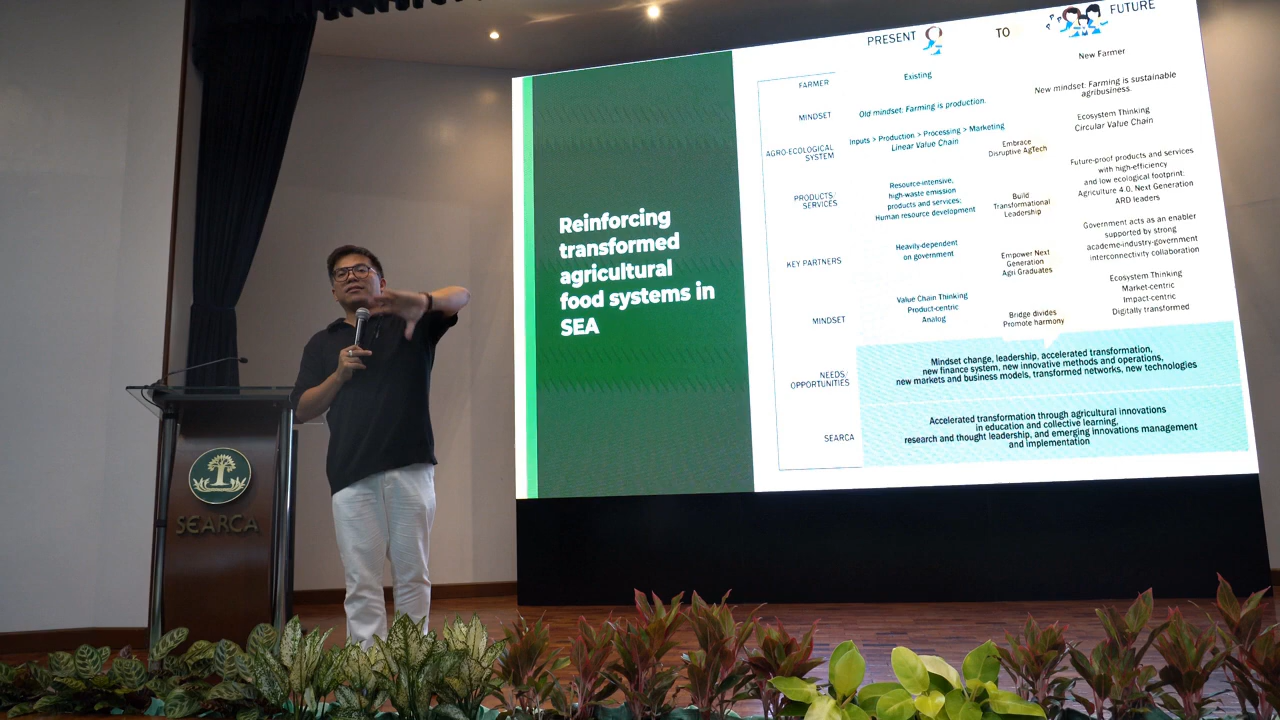 PRESENT TO FUTURE
FARMER Existing New Farmer
MINDSET Old mindset: Farming is production. New mindset: Farming is sustainable
agribusiness.
AGRO-ECOLOGICAL
SYSTEM
Inputs > Production > Processing > Marketing
Linear Value Chain
Embrace
Disruptive AgTech
Ecosystem Thinking
Circular Value Chain
PRODUCTS/
SERVICES
Resource-intensive,
high-waste emission
products and services;
Human resource development
Build
Transformational
Leadership
Future-proof products and services
with high-efficiency
and low ecological footprint:
Agriculture 4.0, Next Generation
ARD leaders
KEY PARTNERS
Heavily-dependent
on government
Empower Next
Generation
Agri Graduates
Government acts as an enabler
supported by strong
academe-industry-government
interconnectivity collaboration
MINDSET
Value Chain Thinking
Product-centric
Analog
Bridge divides
Promote harmony
Ecosystem Thinking
Market-centric
Impact-centric
Digitally transformed
NEEDS/
OPPORTUNITIES
Mindset change, leadership, accelerated transformation,
new finance system, new innovative methods and operations,
new markets and business models, transformed networks, new technologies
SEARCA
Accelerated transformation through agricultural innovations
in education and collective learning,
research and thought leadership, and emerging innovations management
and implementation
Reinforcing
transformed
agricultural
food systems in
SEA
SEARCA